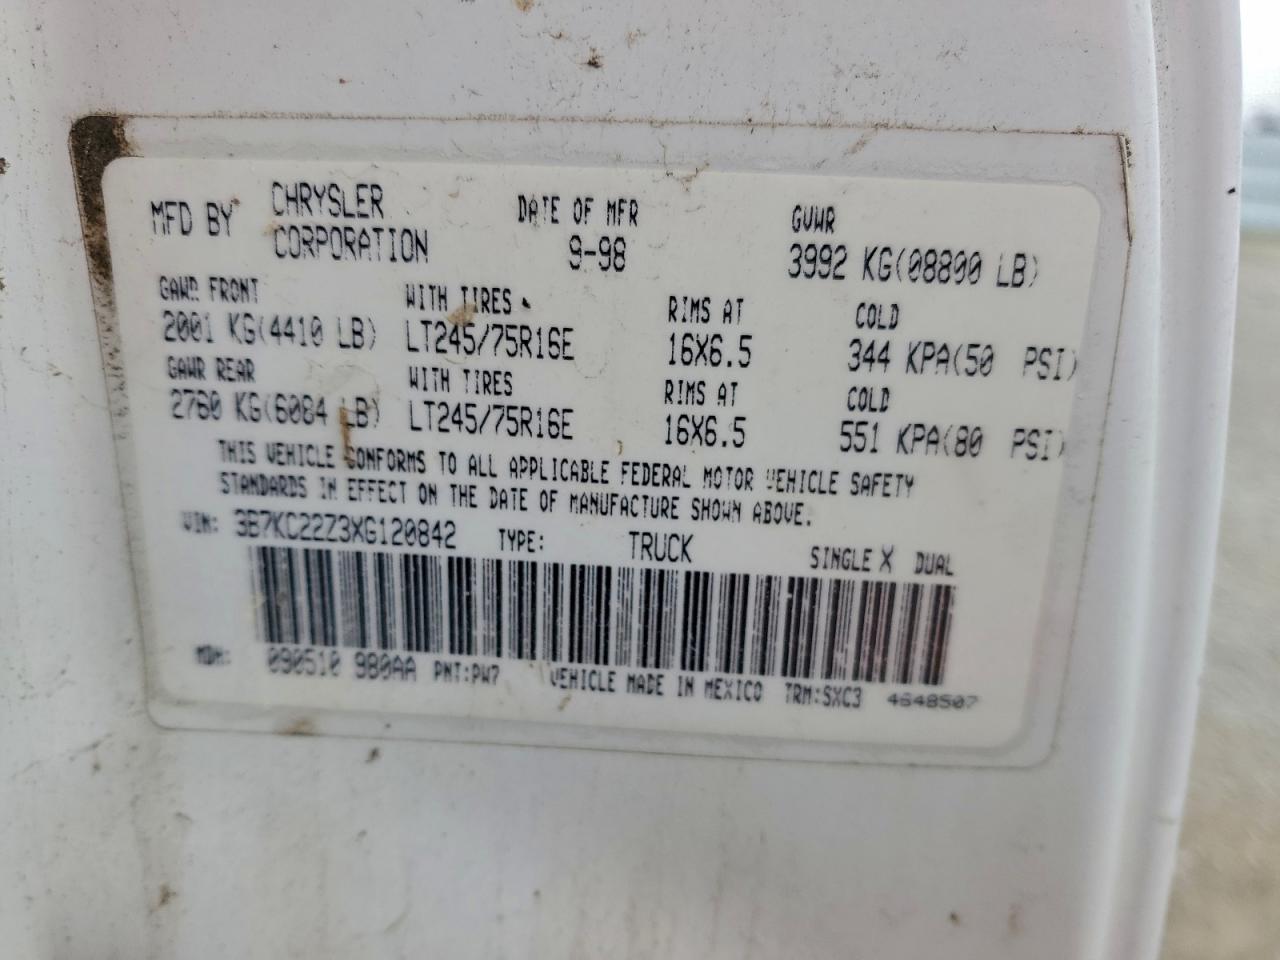 MFD BY CHRYSLER CORPORATION DATE OF MFR 9-98 GVWR 3992 KG(08800 LB)
GAWR FRONT WITH TIRES RIMS AT COLD
2001 KG(4410 LB) LT245/75R16E 16X6.5 344 KPA(50 PSI)
GAWR REAR WITH TIRES RIMS AT COLD
2760 KG(6084 LB) LT245/75R16E 16X6.5 551 KPA(80 PSI)
THIS VEHICLE CONFORMS TO ALL APPLICABLE FEDERAL MOTOR VEHICLE SAFETY
STANDARDS IN EFFECT ON THE DATE OF MANUFACTURE SHOWN ABOVE.
VIN: 3B7KC22Z3XG120842 TYPE: TRUCK SINGLE X DUAL
MDH: 090510 980AA PNT:PW7 VEHICLE MADE IN MEXICO TRM:SXC3 4648507